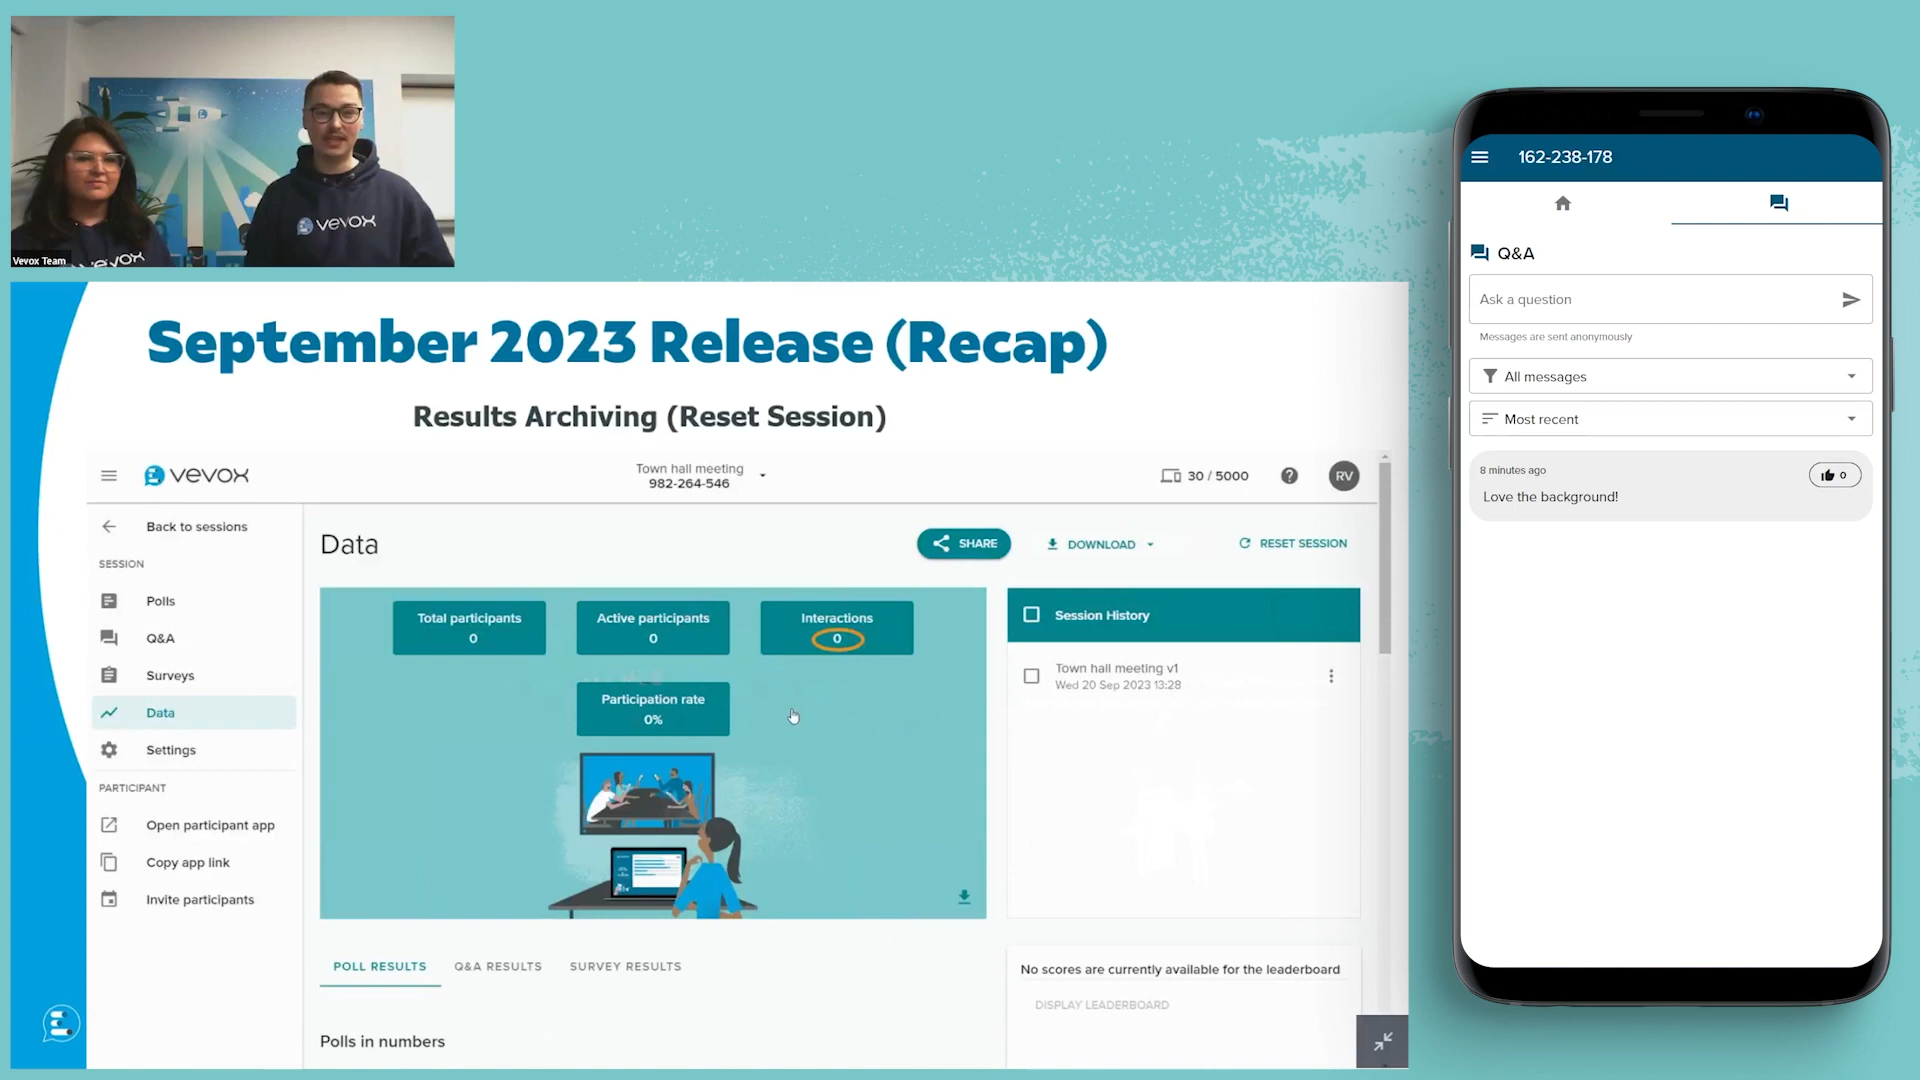 vevox
vevox
Vevox Team
September 2023 Release (Recap)
Results Archiving (Reset Session)
vevox
Town hall meeting
982-264-546
30 / 5000
RV
Back to sessions
SESSION
Polls
Q&A
Surveys
Data
Settings
PARTICIPANT
Open participant app
Copy app link
Invite participants
Data
SHARE
DOWNLOAD
RESET SESSION
Total participants
0
Active participants
0
Interactions
0
Participation rate
0%
Session History
Town hall meeting v1
Wed 20 Sep 2023 13:28
POLL RESULTS
Q&A RESULTS
SURVEY RESULTS
Polls in numbers
No scores are currently available for the leaderboard
DISPLAY LEADERBOARD
162-238-178
Q&A
Ask a question
Messages are sent anonymously
All messages
Most recent
8 minutes ago
0
Love the background!